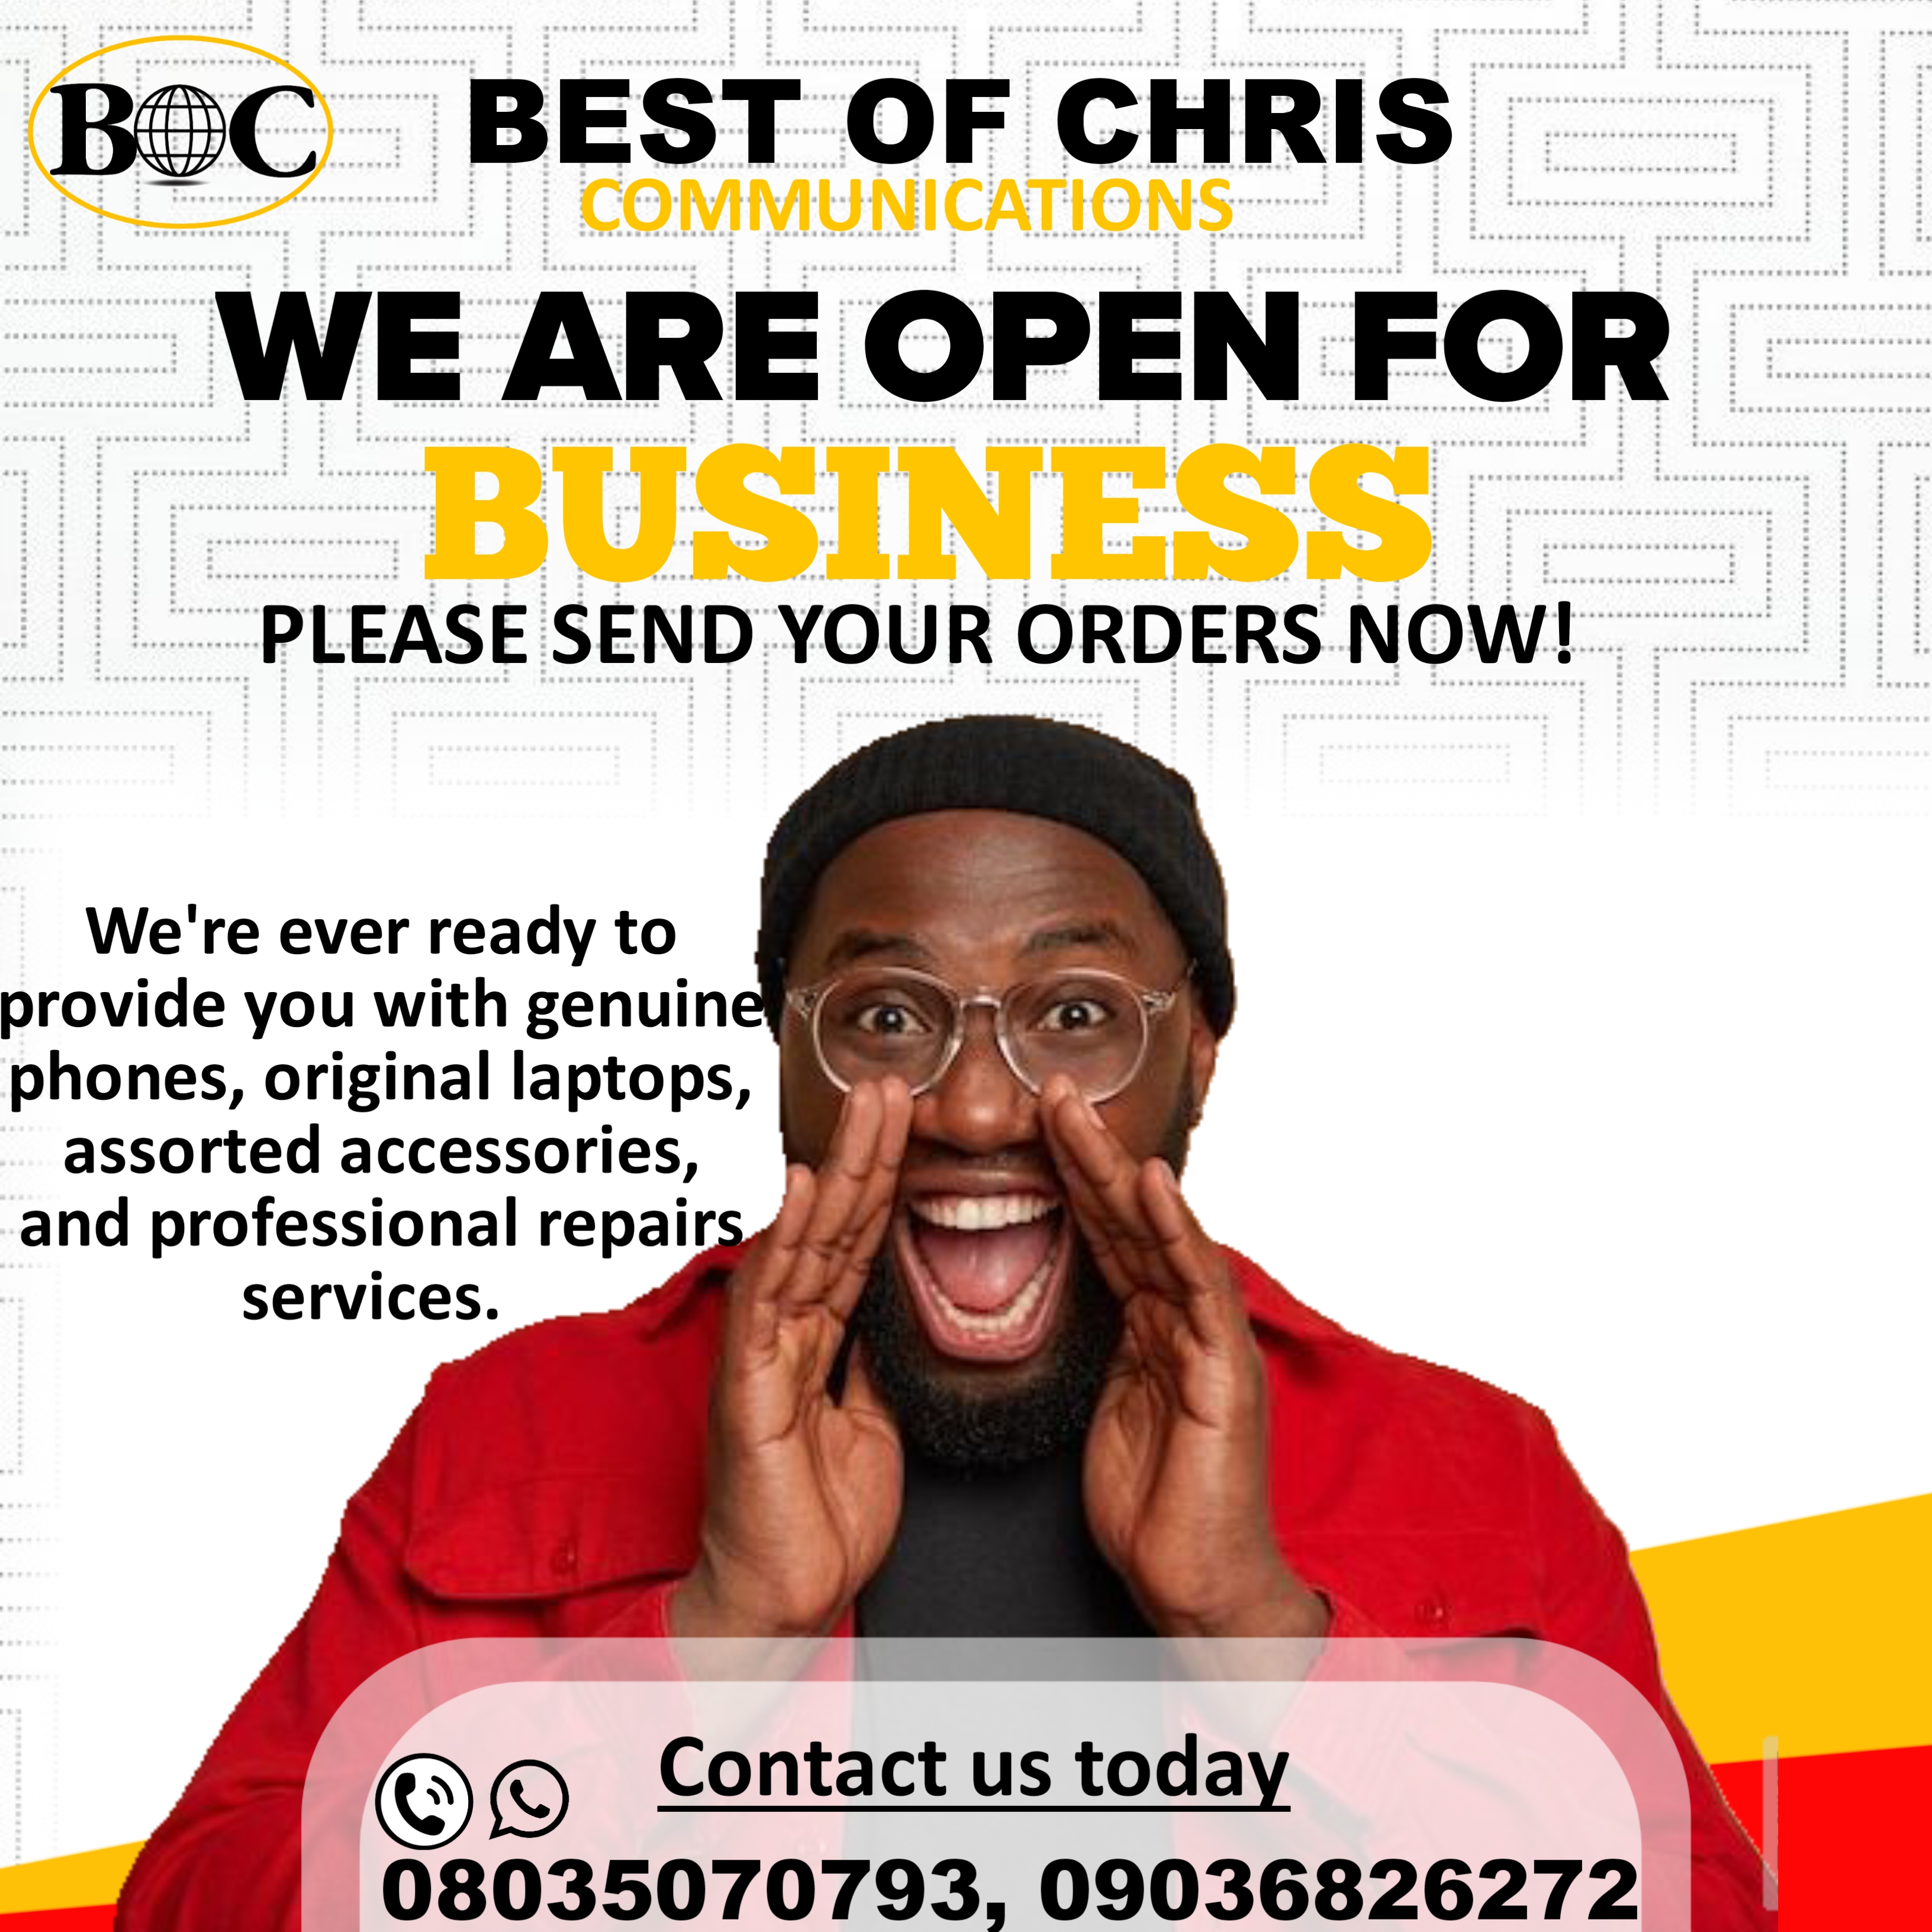 BOC
BEST OF CHRIS
COMMUNICATIONS
WE ARE OPEN FOR
BUSINESS
PLEASE SEND YOUR ORDERS NOW!
We're ever ready to
provide you with genuine
phones, original laptops,
assorted accessories,
and professional repairs
services.
Contact us today
08035070793, 09036826272